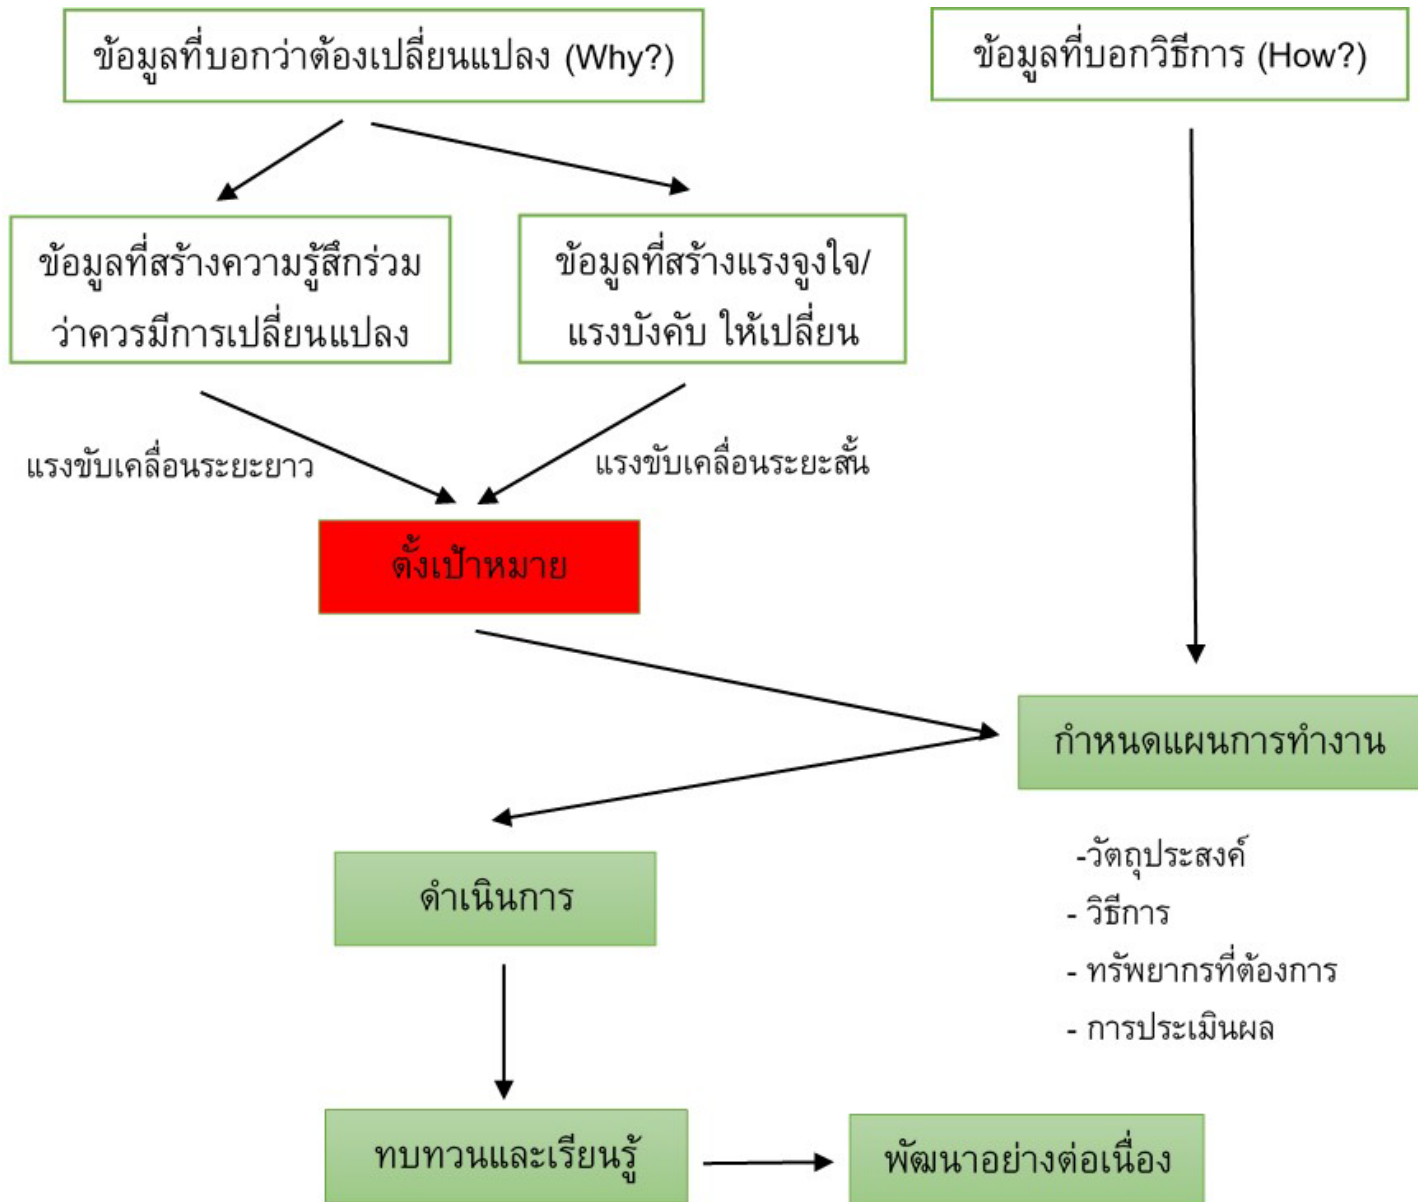 ข้อมูลที่บอกว่าต้องเปลี่ยนแปลง (Why?)
ข้อมูลที่บอกวิธีการ (How?)
ข้อมูลที่สร้างความรู้สึกร่วม
ว่าควรมีการเปลี่ยนแปลง
ข้อมูลที่สร้างแรงจูงใจ/
แรงบังคับ ให้เปลี่ยน
แรงขับเคลื่อนระยะยาว
แรงขับเคลื่อนระยะสั้น
ตั้งเป้าหมาย
กำหนดแผนการทำงาน
-วัตถุประสงค์
- วิธีการ
- ทรัพยากรที่ต้องการ
- การประเมินผล
ดำเนินการ
ทบทวนและเรียนรู้
พัฒนาอย่างต่อเนื่อง